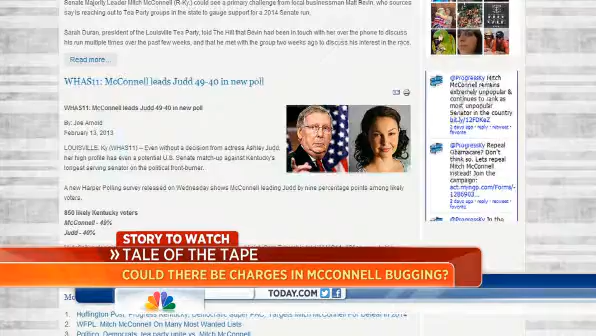 Senate Majority Leader Mitch McConnell (R-Ky.) could see a primary challenge from local businessman Matt Bevin, who sources
say is reaching out to Tea Party groups in the state to gauge support for a 2014 Senate run.
Sarah Duran, president of the Louisville Tea Party, told The Hill that Bevin had been in touch with her over the phone to discuss
his run multiple times over the past few weeks, and that he met with the group two weeks ago to discuss his interest in the race.
Read more...
WHAS11: McConnell leads Judd 49-40 in new poll
WHAS11: McConnell leads Judd 49-40 in new poll
By: Joe Arnold
February 13, 2013
LOUISVILLE, Ky (WHAS11) – Even without a decision from actress Ashley Judd,
her high profile has even a potential U.S. Senate match-up against Kentucky's
longest serving senator on the political front-burner.
A new Harper Polling survey released on Wednesday shows McConnell leading Judd by nine percentage points among likely
voters.
850 likely Kentucky voters
McConnell - 49%
Judd - 40%
@ProgressKy Mitch
McConnell remains
extremely unpopular &
continues to rank as
most unpopular
Senator in the country
bit.ly/12FDKeZ
2 days ago · reply · retweet ·
favorite
@ProgressKy Repeal
Obamacare? Don't
think so. Lets repeal
Mitch McConnell
instead! Join the
campaign:
act.myngp.com/Forms/-
1286903...
2 days ago · reply · retweet ·
favorite
@ProgressKy In the
STORY TO WATCH
» TALE OF THE TAPE
COULD THERE BE CHARGES IN MCCONNELL BUGGING?
TODAY.COM
1. Huffington Post: Progress Kentucky, Democratic Super PAC, Targets Mitch McConnell For Defeat In 2014
2. WFPL: Mitch McConnell On Many Most Wanted Lists
3. Politico: Democrats, tea party unite vs. Mitch McConnell